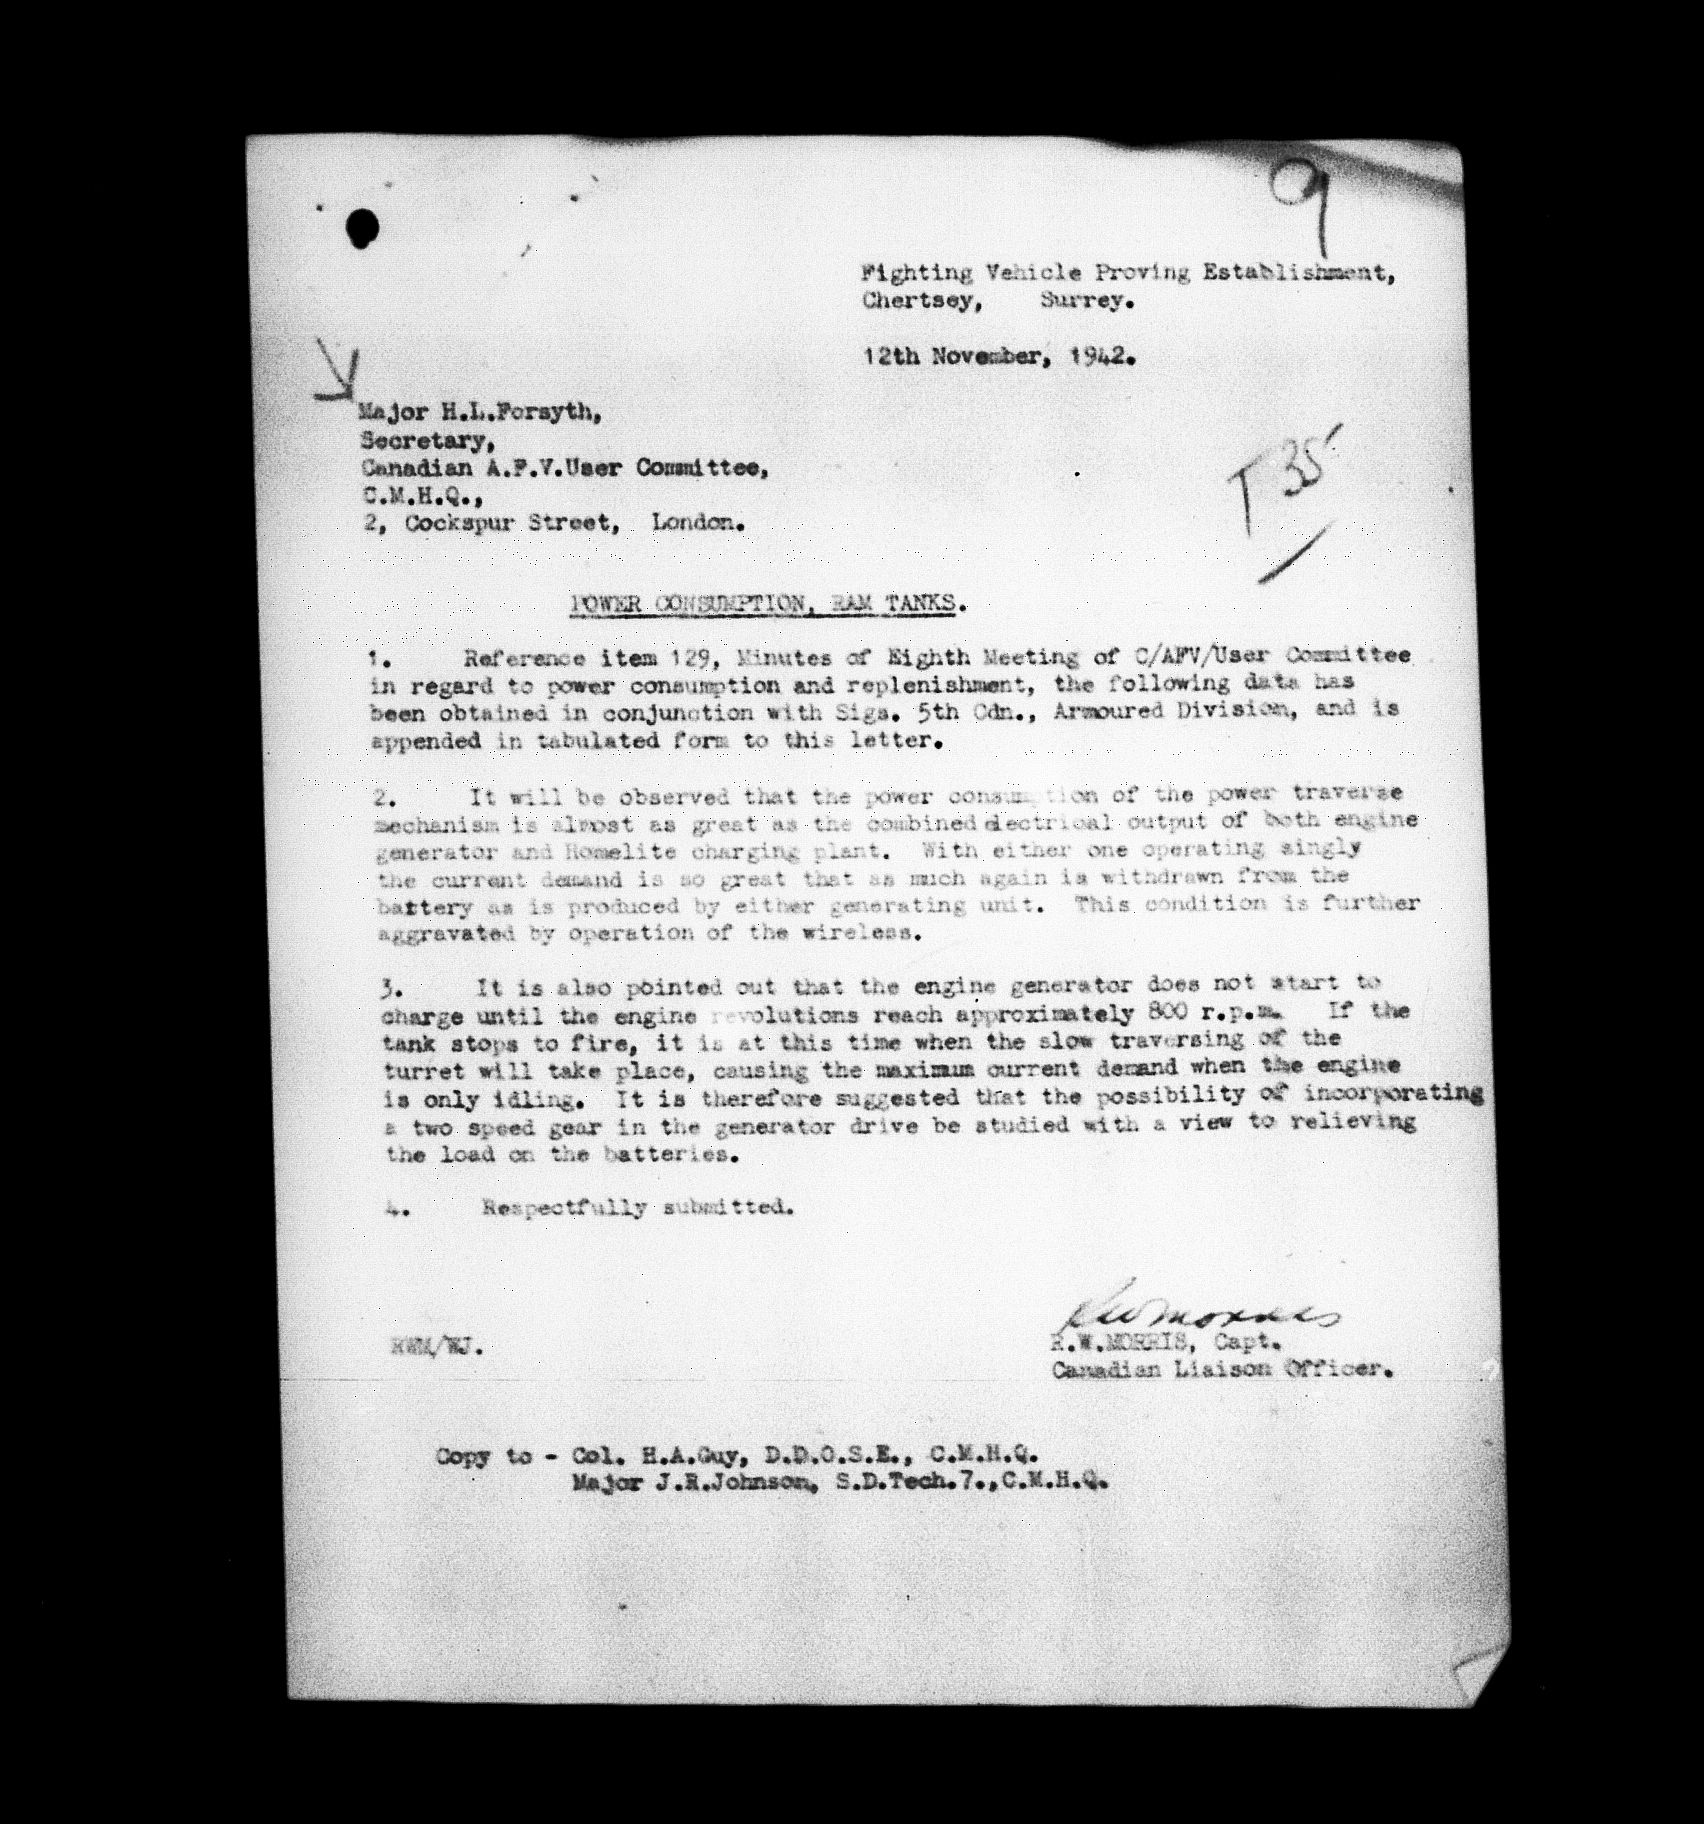 9
Fighting Vehicle Proving Establishment,
Chertsey, Surrey.
12th November, 1942.
Major H.L.Forsyth,
Secretary,
Canadian A.F.V.User Committee,
C.M.H.Q.,
2, Cockspur Street, London.
T 35
POWER CONSUMPTION, RAM TANKS.
1. Reference item 129, Minutes of Eighth Meeting of C/AFV/User Committee
in regard to power consumption and replenishment, the following data has
been obtained in conjunction with Sigs. 5th Cdn., Armoured Division, and is
appended in tabulated form to this letter.
2. It will be observed that the power consumption of the power traverse
mechanism is almost as great as the combined electrical output of both engine
generator and Homelite charging plant. With either one operating singly
the current demand is so great that as much again is withdrawn from the
battery as is produced by either generating unit. This condition is further
aggravated by operation of the wireless.
3. It is also pointed out that the engine generator does not start to
charge until the engine revolutions reach approximately 800 r.p.m. If the
tank stops to fire, it is at this time when the slow traversing of the
turret will take place, causing the maximum current demand when the engine
is only idling. It is therefore suggested that the possibility of incorporating
a two speed gear in the generator drive be studied with a view to relieving
the load on the batteries.
4. Respectfully submitted.
RW Morris
RWM/WJ.
R.W.MORRIS, Capt.
Canadian Liaison Officer.
Copy to - Col. H.A.Guy, D.D.O.S.E., C.M.H.Q.
Major J.R.Johnson, S.D.Tech.7.,C.M.H.Q.